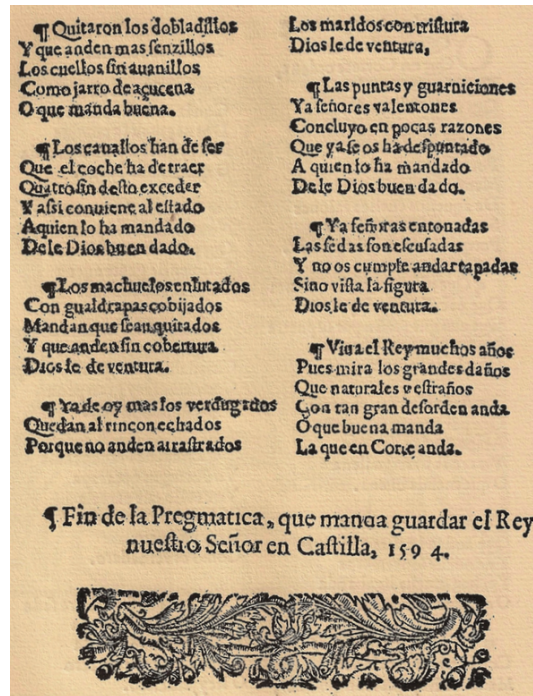 ¶ Quitaron los dobladillos
Y que anden mas senzillos
Los cuellos sin auanillos
Como jarro de açucena
O que manda buena.
¶ Los cauallos han de ser
Que el coche ha de traer
Quatro sin desto exceder
Y assi conuiene al estado
A quien lo ha mandado
Dele Dios buen dado.
¶ Los machuelos enlutados
Con gualdrapas cobijados
Mandan que sean quitados
Y que anden sin cobertura
Dios le de ventura.
¶ Ya de oy mas los verdugados
Quedan al rincon echados
Porque no anden arrastrados
Los maridos con tristura
Dios le de ventura,
¶ Las puntas y guarniciones
Ya señores valentones
Concluyo en pocas razones
Que ya se os ha despuntado
A quien lo ha mandado
Dele Dios buen dado.
¶ Ya señoras entonadas
Las sedas son escusadas
Y no os cumple andar tapadas
Sino vista la figura
Dios le de ventura.
¶ Viua el Rey muchos años
Pues mira los grandes daños
Que naturales y estraños
Con tan gran desorden anda
O que buena manda
La que en Corte anda.
¶ Fin de la Pregmatica, que manda guardar el Rey
nuestro Señor en Castilla, 1594.